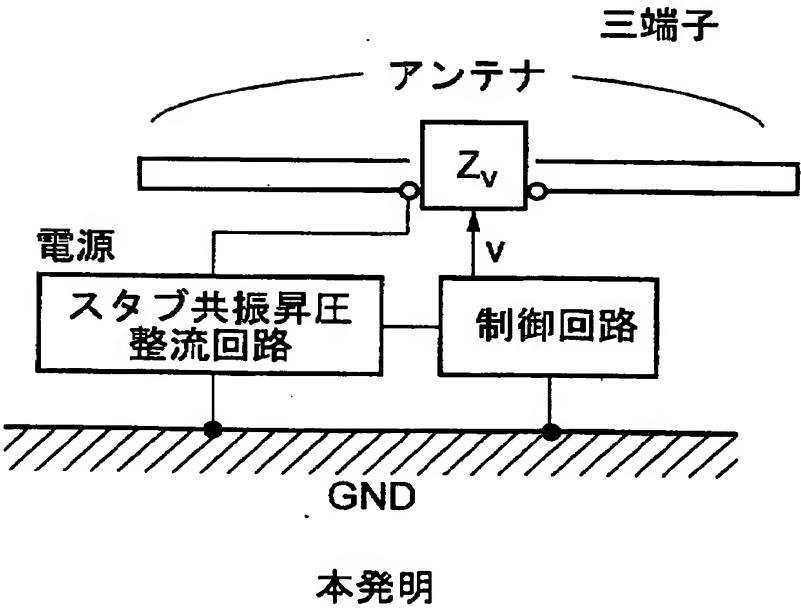 三端子
アンテナ
Zv
電源
v
スタブ共振昇圧
整流回路
制御回路
GND
本発明